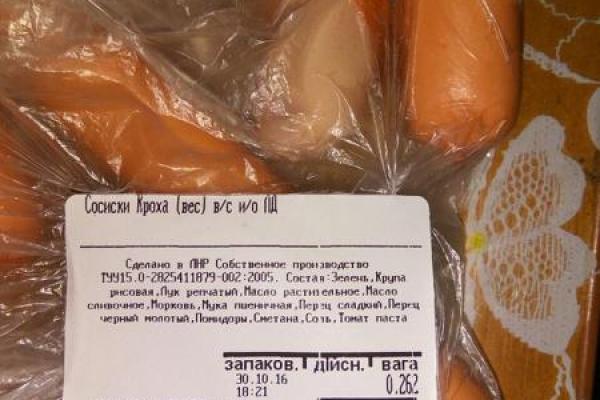 Сосиски Кроха (вес) в/с и/о ПД
Сделано в ЛНР Собственное производство
ТУУ15.0-2825411879-002:2005. Состав:Зелень,Крупа
рисовая,Лук репчатый,Масло растительное,Масло
сливочное,Морковь,Мука пшеничная,Перец сладкий,Перец
черный молотый,Помидоры,Сметана,Соль,Томат паста
запаков. дійсн. вага
30.10.16 0.262
18:21